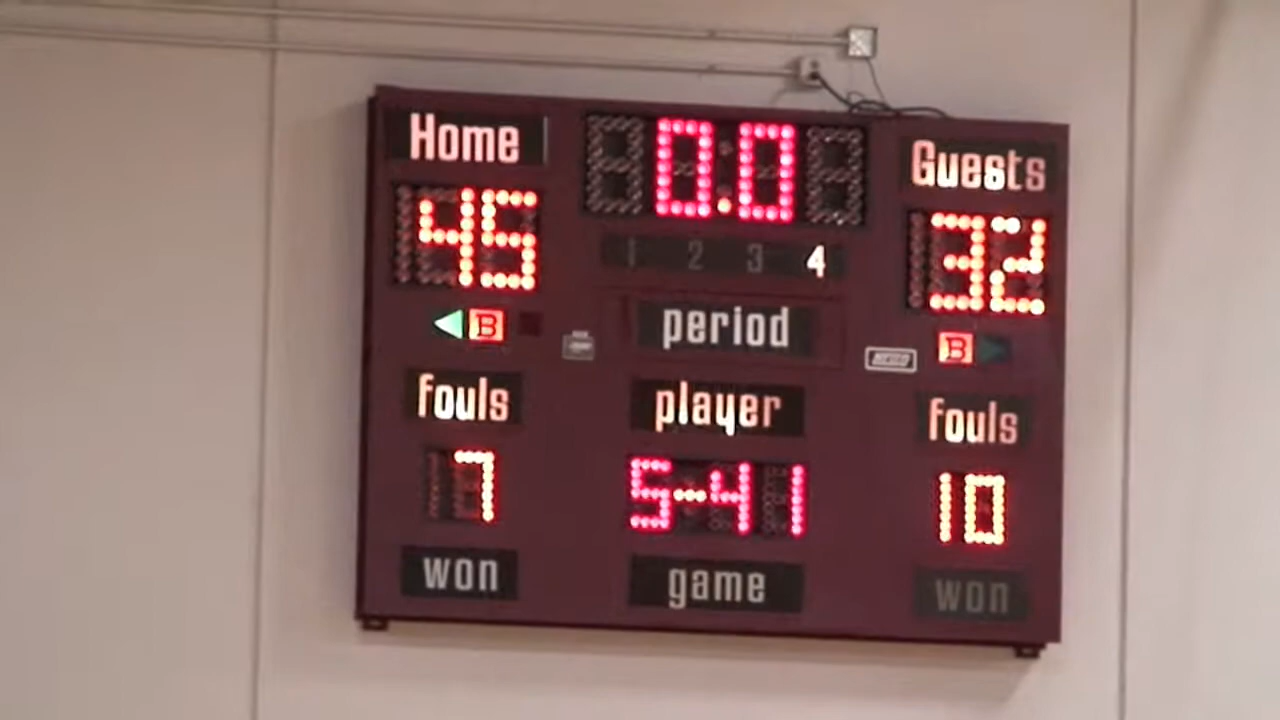 Home 0.0 Guests
45 1 2 3 4 32
B period B
fouls player fouls
7 5-41 10
won game won